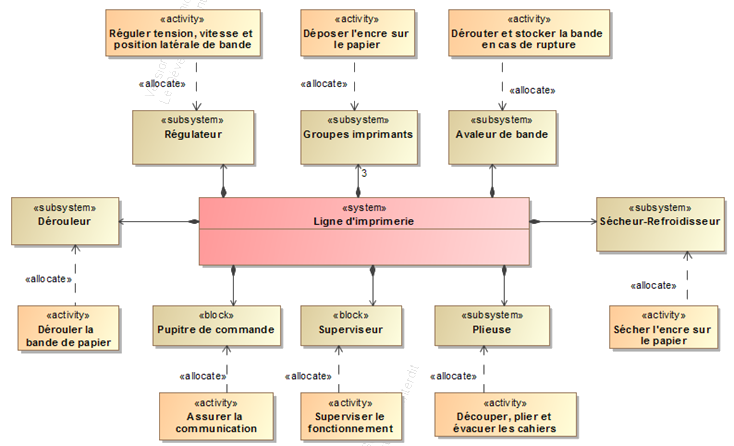 «activity»
Réguler tension, vitesse et
position latérale de bande
«activity»
Déposer l'encre sur
le papier
«activity»
Dérouter et stocker la bande
en cas de rupture
«allocate»
«allocate»
«allocate»
«subsystem»
Régulateur
«subsystem»
Groupes imprimants
«subsystem»
Avaleur de bande
3
«subsystem»
Dérouleur
«system»
Ligne d'imprimerie
«subsystem»
Sécheur-Refroidisseur
«allocate»
«allocate»
«activity»
Dérouler la
bande de papier
«block»
Pupitre de commande
«block»
Superviseur
«subsystem»
Plieuse
«activity»
Sécher l'encre sur
le papier
«allocate»
«allocate»
«allocate»
«activity»
Assurer la
communication
«activity»
Superviser le
fonctionnement
«activity»
Découper, plier et
évacuer les cahiers